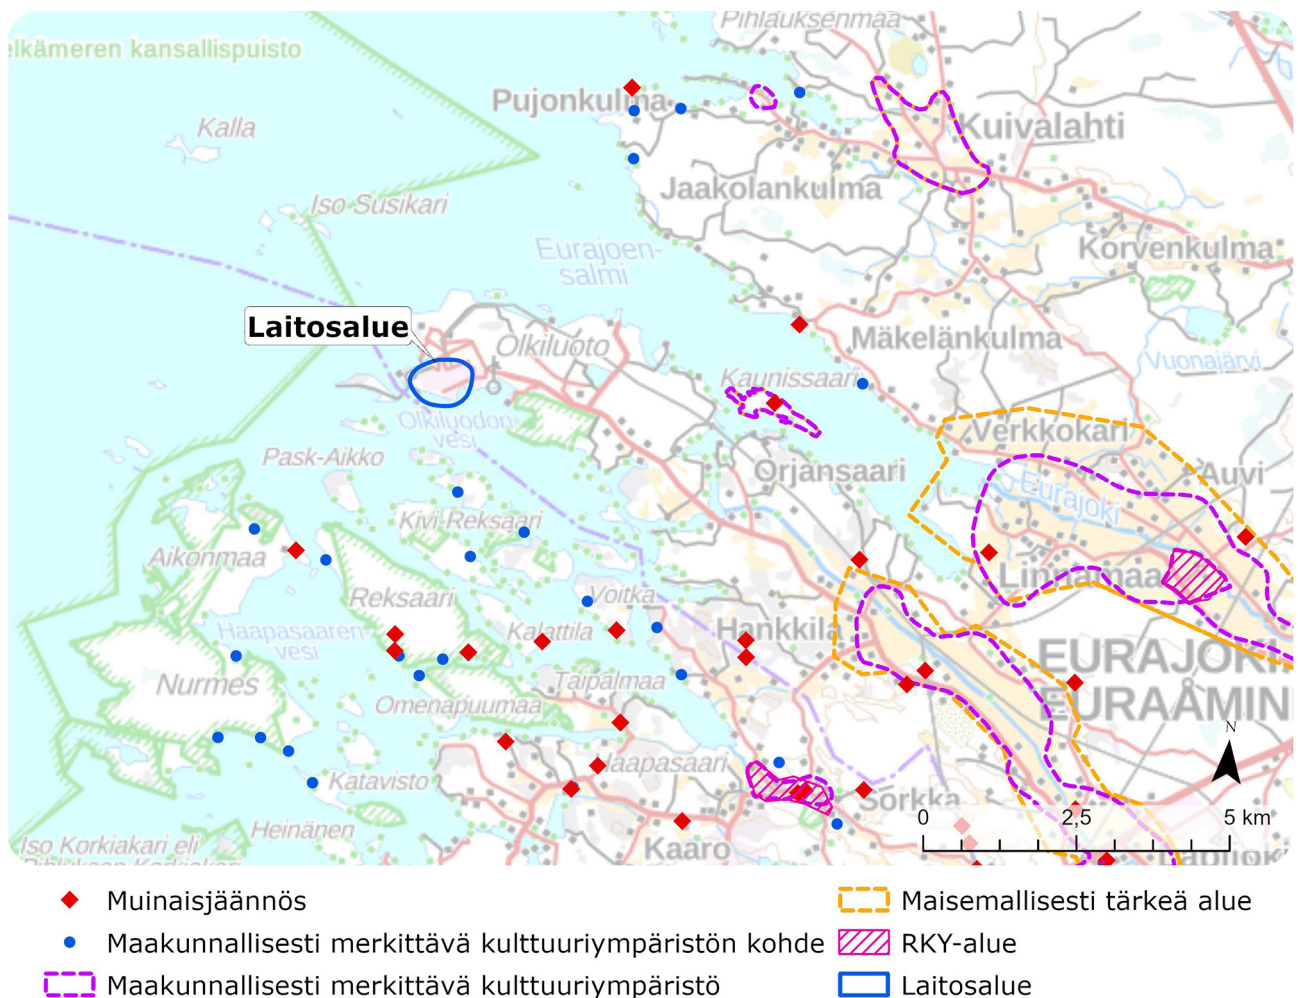 Pihlauksenmaa
elkämeren kansallispuisto
Pujonkulma
Kalla
Kuivalahti
Jaakolankulma
Iso Susikari
Eurajoen-
salmi
Korvenkulma
Laitosalue
Olkiluoto
Mäkelänkulma
Vuonajärvi
Kaunissaari
Olkiluodon
vesi
Verkkokari
Pask-Aikko
Orjansaari
Auvi
Eurajoki
Kivi-Reksaari
Aikonmaa
Linnamaa
Reksaari
Voitka
Haapasaaren
vesi
Kalattila
Hankkila
EURAJOKI
EURAÅMIN
Nurmes
Taipalmaa
Omenapuumaa
N
Haapasaari
Katavisto
Sorkka
0 2,5 5 km
Heinänen
Iso Korkiakari eli
Kaaro
Lapijoki
Muinaisjäännös
Maakunnallisesti merkittävä kulttuuriympäristön kohde
Maakunnallisesti merkittävä kulttuuriympäristö
Maisemallisesti tärkeä alue
RKY-alue
Laitosalue